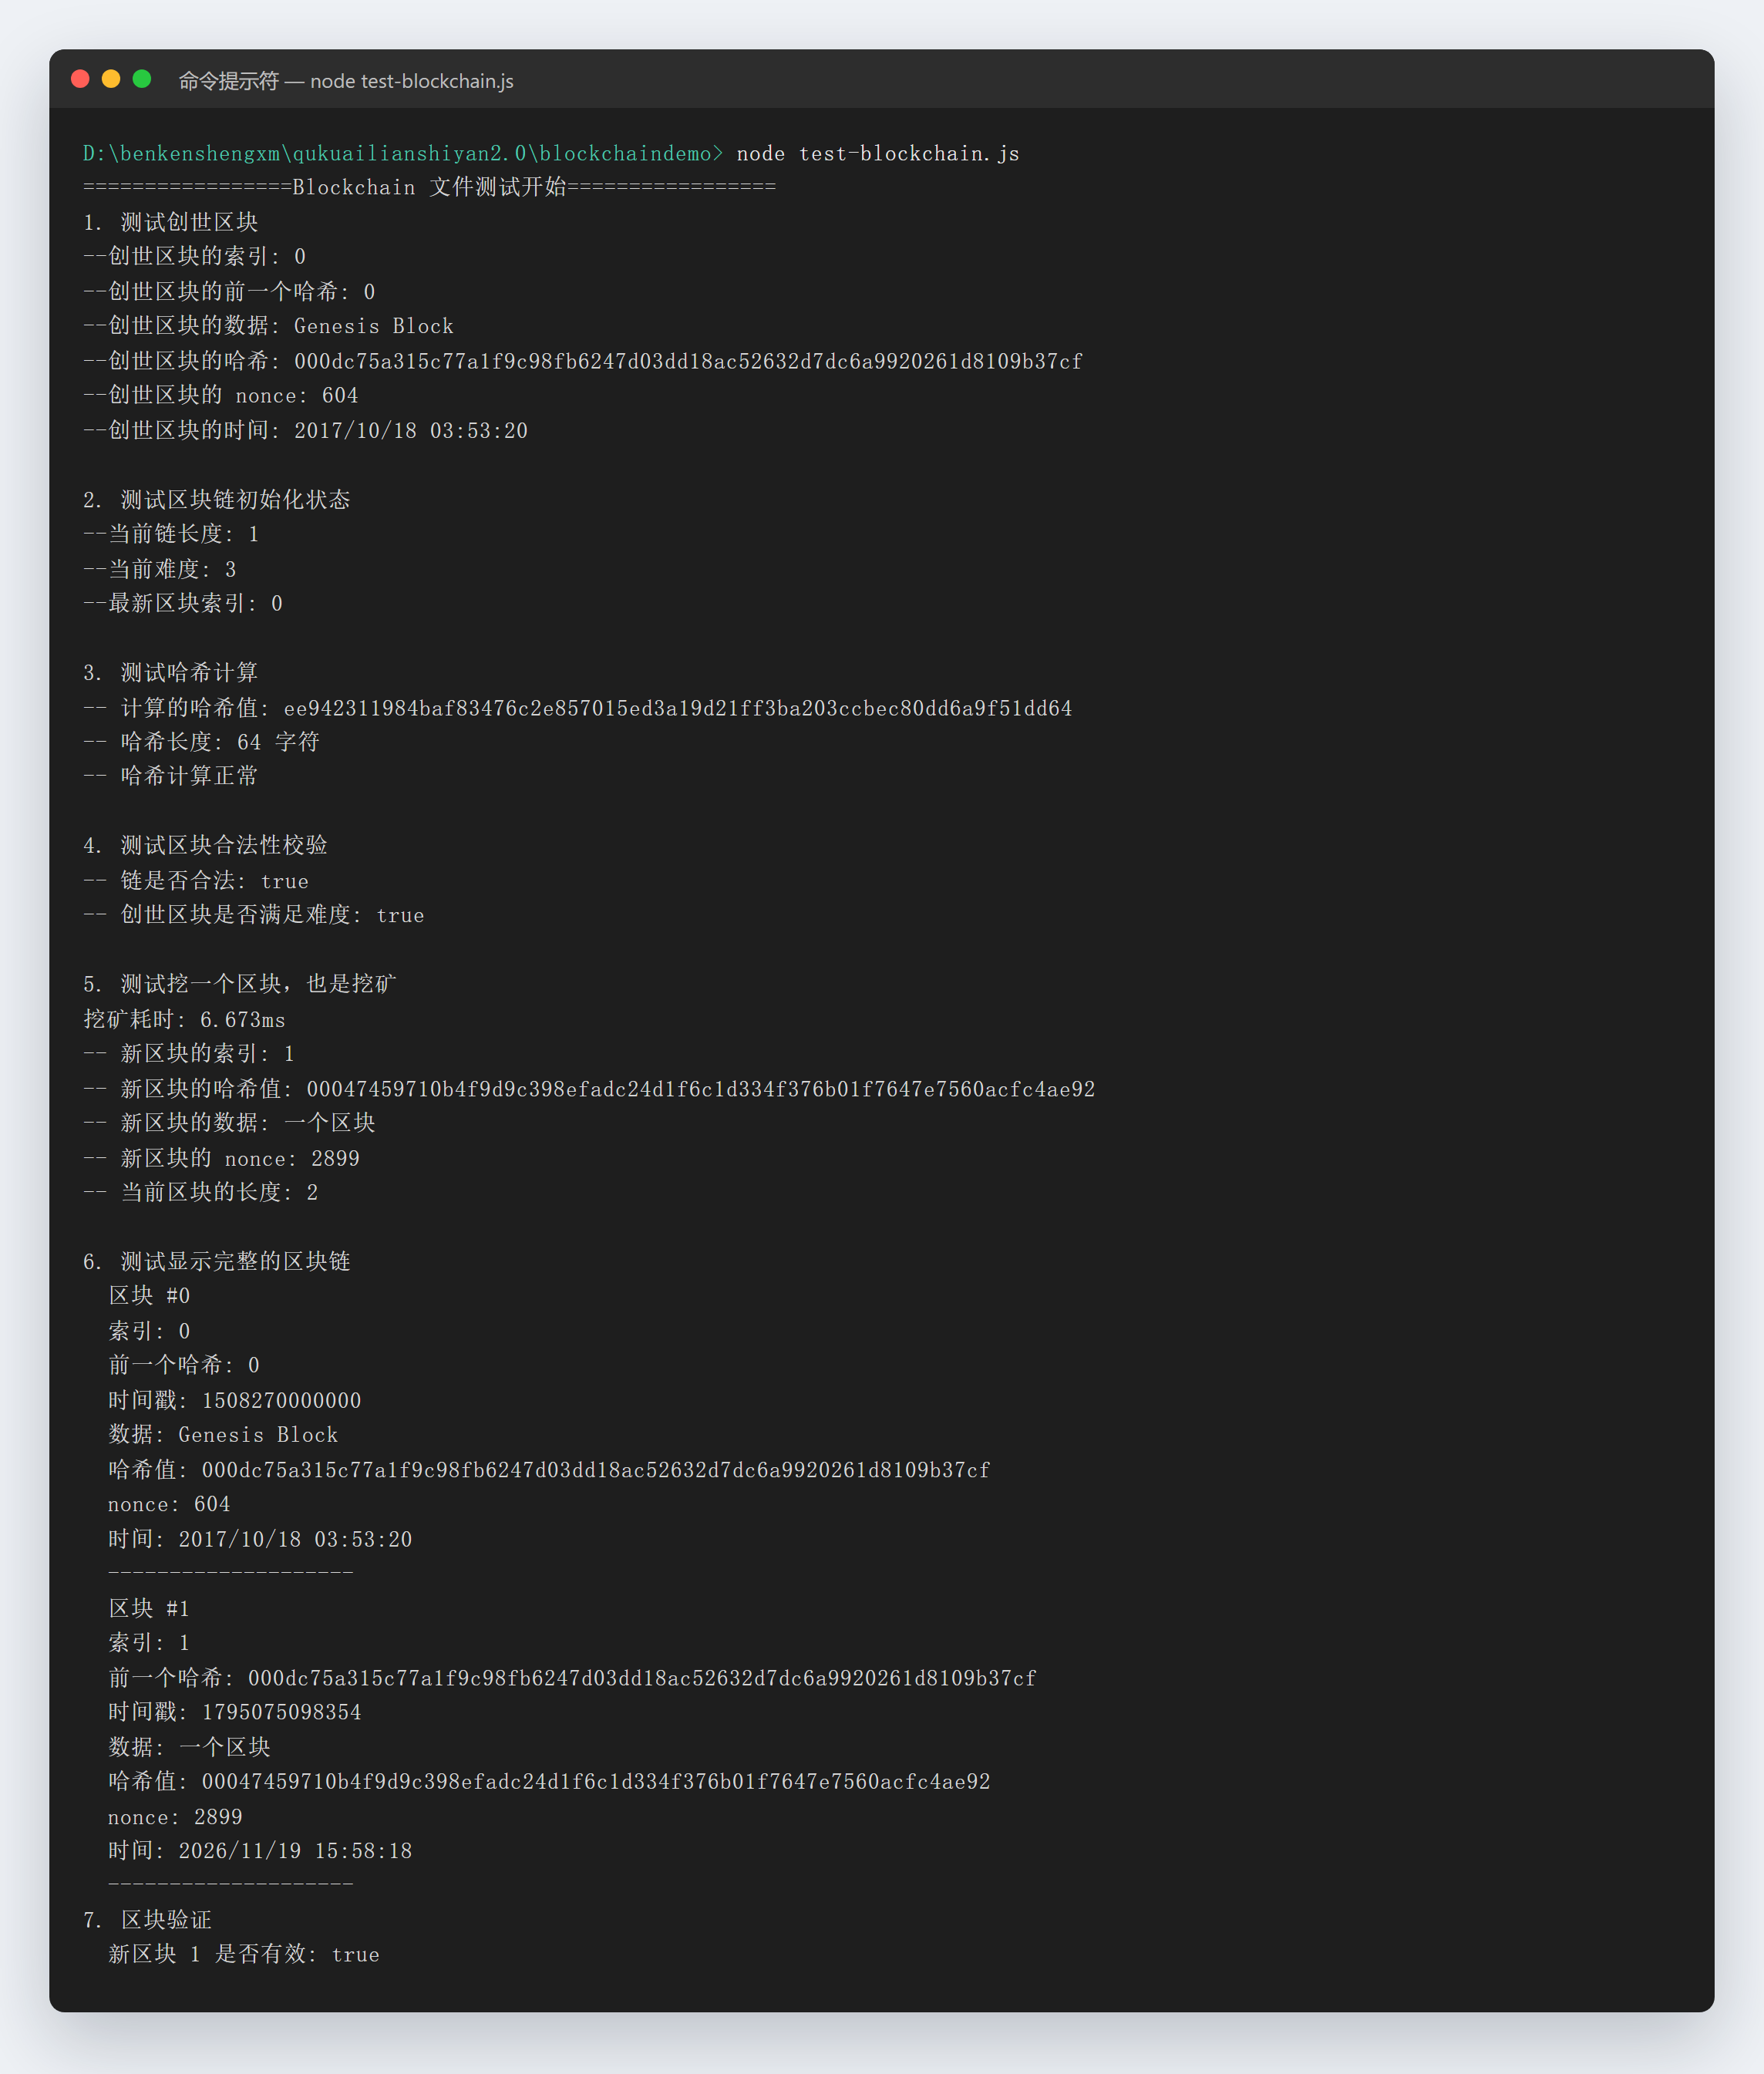 命令提示符 — node test-blockchain.js
D:\benkenshengxm\qukuailianshiyan2.0\blockchaindemo> node test-blockchain.js
=================Blockchain 文件测试开始=================
1. 测试创世区块
--创世区块的索引: 0
--创世区块的前一个哈希: 0
--创世区块的数据: Genesis Block
--创世区块的哈希: 000dc75a315c77a1f9c98fb6247d03dd18ac52632d7dc6a9920261d8109b37cf
--创世区块的 nonce: 604
--创世区块的时间: 2017/10/18 03:53:20
2. 测试区块链初始化状态
--当前链长度: 1
--当前难度: 3
--最新区块索引: 0
3. 测试哈希计算
-- 计算的哈希值: ee942311984baf83476c2e857015ed3a19d21ff3ba203ccbec80dd6a9f51dd64
-- 哈希长度: 64 字符
-- 哈希计算正常
4. 测试区块合法性校验
-- 链是否合法: true
-- 创世区块是否满足难度: true
5. 测试挖一个区块，也是挖矿
挖矿耗时: 6.673ms
-- 新区块的索引: 1
-- 新区块的哈希值: 00047459710b4f9d9c398efadc24d1f6c1d334f376b01f7647e7560acfc4ae92
-- 新区块的数据: 一个区块
-- 新区块的 nonce: 2899
-- 当前区块的长度: 2
6. 测试显示完整的区块链
区块 #0
索引: 0
前一个哈希: 0
时间戳: 1508270000000
数据: Genesis Block
哈希值: 000dc75a315c77a1f9c98fb6247d03dd18ac52632d7dc6a9920261d8109b37cf
nonce: 604
时间: 2017/10/18 03:53:20
--------------------
区块 #1
索引: 1
前一个哈希: 000dc75a315c77a1f9c98fb6247d03dd18ac52632d7dc6a9920261d8109b37cf
时间戳: 1795075098354
数据: 一个区块
哈希值: 00047459710b4f9d9c398efadc24d1f6c1d334f376b01f7647e7560acfc4ae92
nonce: 2899
时间: 2026/11/19 15:58:18
--------------------
7. 区块验证
新区块 1 是否有效: true